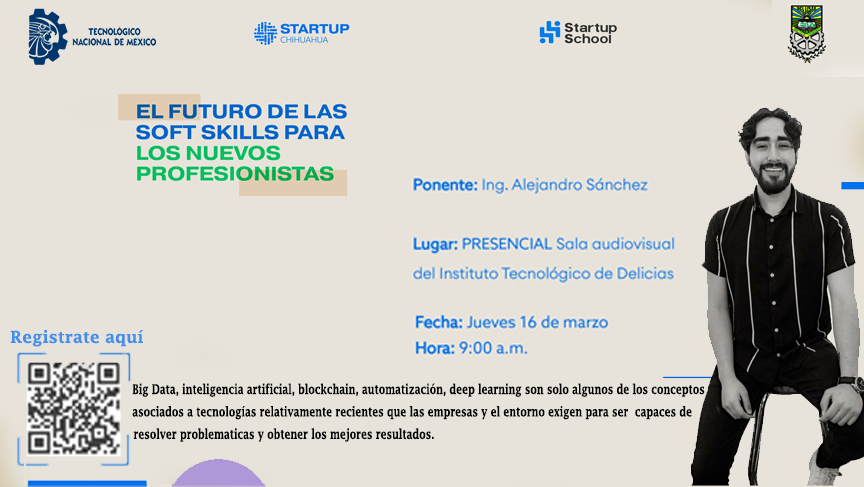 TECNOLÓGICO
NACIONAL DE MÉXICO
STARTUP
CHIHUAHUA
Startup
School
EL FUTURO DE LAS
SOFT SKILLS PARA
LOS NUEVOS
PROFESIONISTAS
Ponente: Ing. Alejandro Sánchez
Lugar: PRESENCIAL Sala audiovisual
del Instituto Tecnológico de Delicias
Fecha: Jueves 16 de marzo
Hora: 9:00 a.m.
Registrate aquí
Big Data, inteligencia artificial, blockchain, automatización, deep learning son solo algunos de los conceptos
asociados a tecnologías relativamente recientes que las empresas y el entorno exigen para ser capaces de
resolver problematicas y obtener los mejores resultados.